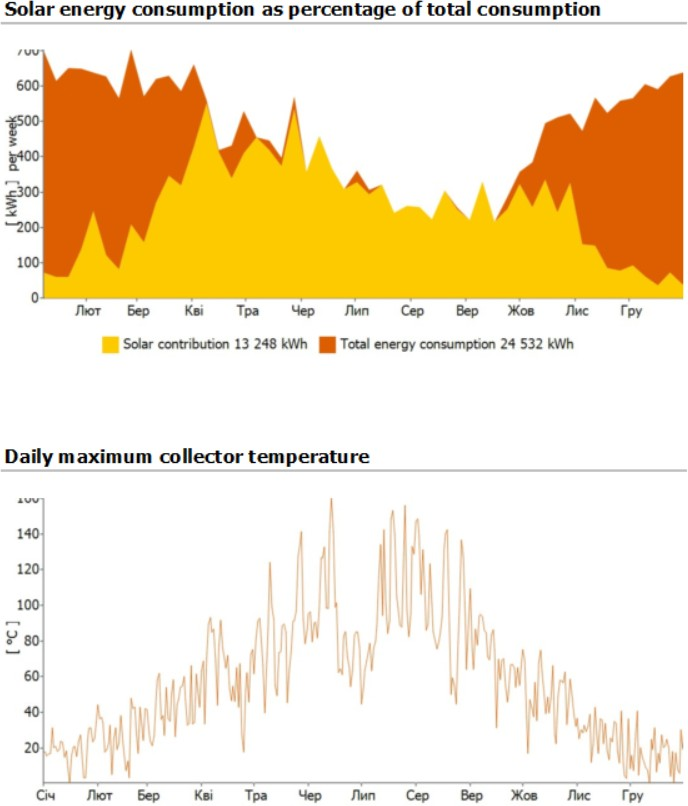 Solar energy consumption as percentage of total consumption
700
600
500
400
300
200
100
0
[ kWh ] per week
Лют Бер Кві Тра Чер Лип Сер Вер Жов Лис Гру
Solar contribution 13 248 kWh Total energy consumption 24 532 kWh
Daily maximum collector temperature
160
140
120
100
80
60
40
20
[ °C ]
Січ Лют Бер Кві Тра Чер Лип Сер Вер Жов Лис Гру